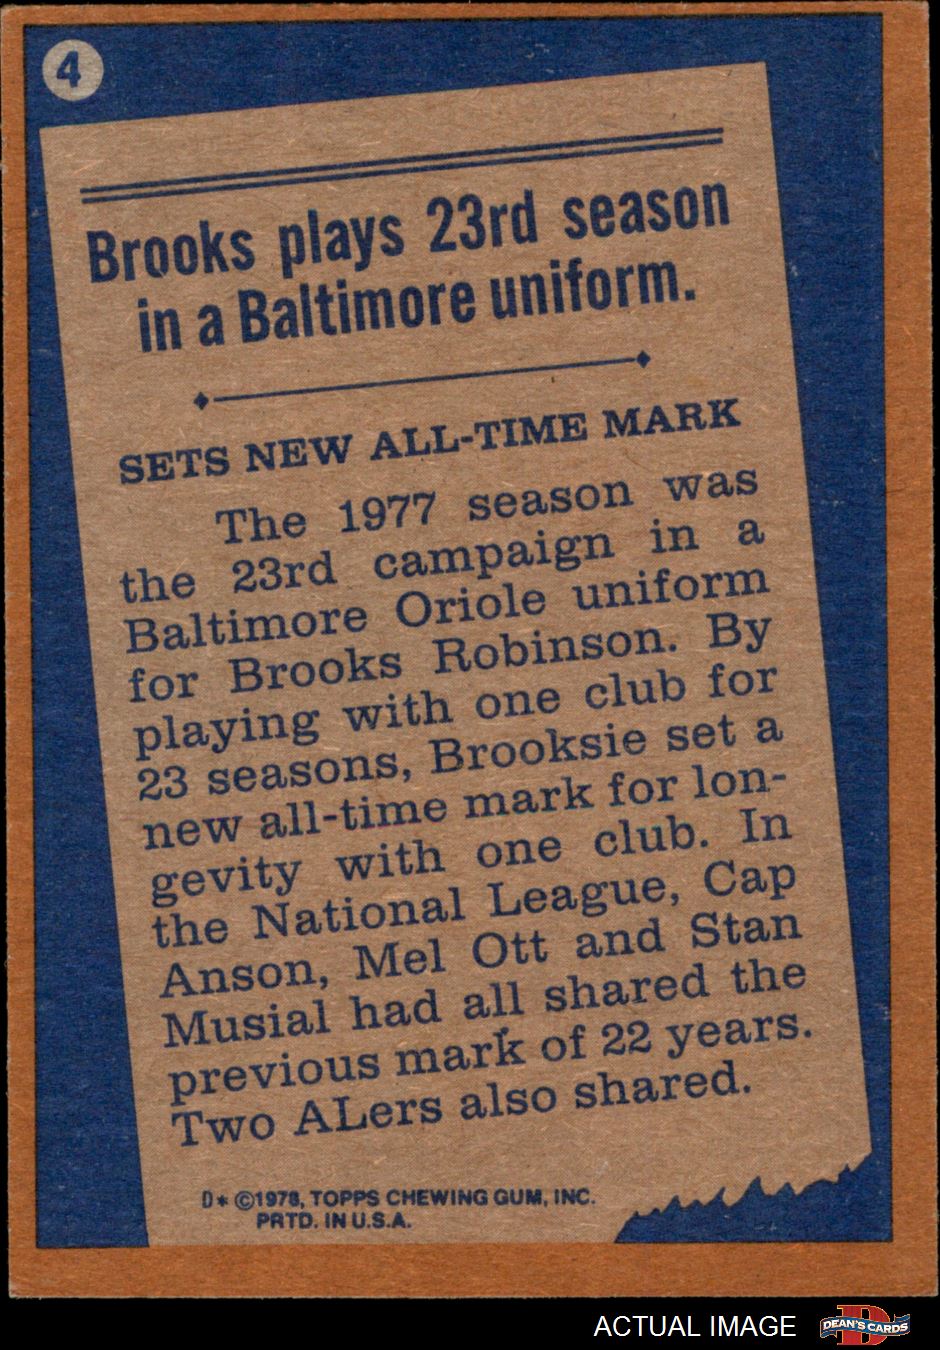 4
Brooks plays 23rd season
in a Baltimore uniform.
SETS NEW ALL-TIME MARK
The 1977 season was
the 23rd campaign in a
Baltimore Oriole uniform
for Brooks Robinson. By
playing with one club for
23 seasons, Brooksie set a
new all-time mark for lon-
gevity with one club. In
the National League, Cap
Anson, Mel Ott and Stan
Musial had all shared the
previous mark of 22 years.
Two ALers also shared.
D* ©1978, TOPPS CHEWING GUM, INC.
PRTD. IN U.S.A.
ACTUAL IMAGE
DEAN'S CARDS